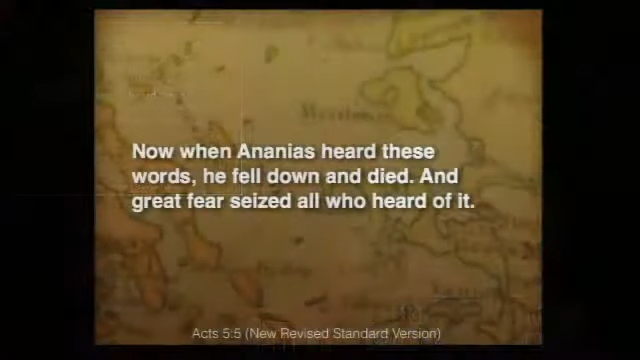 Now when Ananias heard these
words, he fell down and died. And
great fear seized all who heard of it.
Acts 5:5 (New Revised Standard Version)